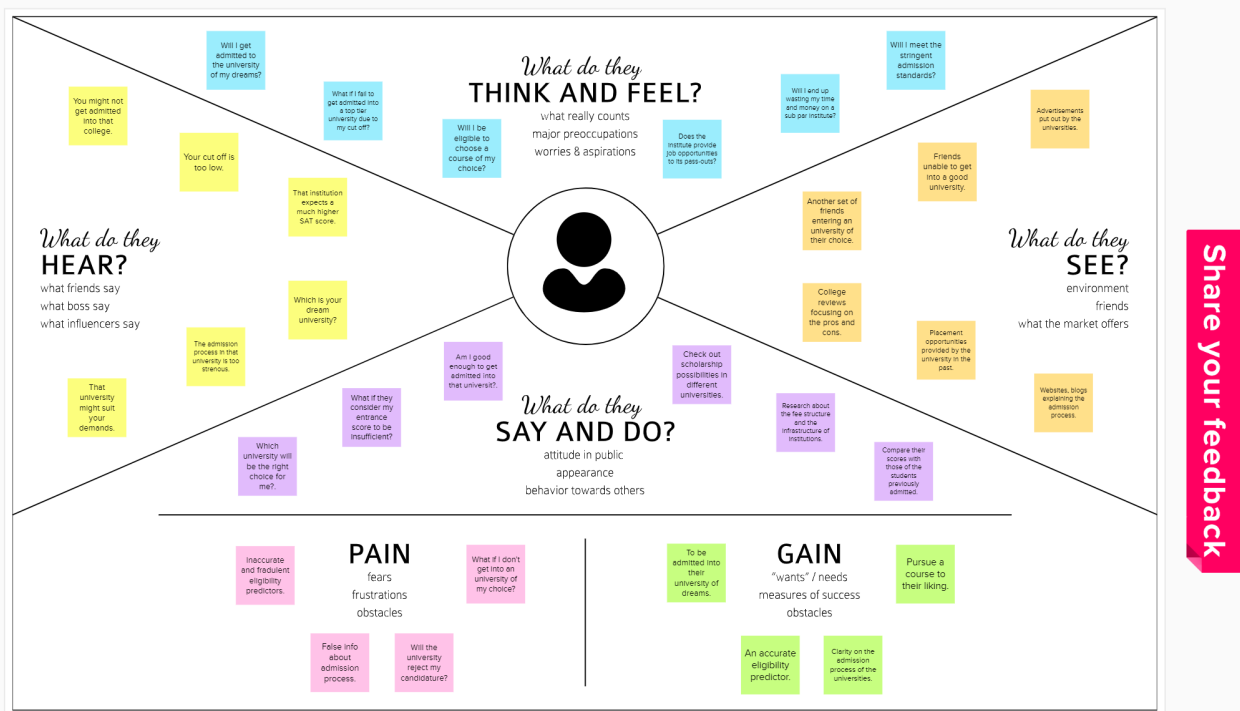 What do they
THINK AND FEEL?
what really counts
major preoccupations
worries & aspirations
Will I get
admitted to
the university
of my dreams?
What if I fail to
get admitted into
a top tier
university due to
my cut off?
Will I be
eligible to
choose a
course of my
choice?
Does the
institute provide
job opportunities
to its pass-outs?
Will I end up
wasting my time
and money on a
sub par institute?
Will I meet the
stringent
admission
standards?
What do they
HEAR?
what friends say
what boss say
what influencers say
You might not
get admitted
into that
college.
Your cut off is
too low.
That institution
expects a
much higher
SAT score.
Which is your
dream
university?
The admission
process in that
university is too
strenous.
That
university
might suit
your
demands.
What do they
SEE?
environment
friends
what the market offers
Advertisements
put out by the
universities.
Friends
unable to get
into a good
university.
Another set of
friends
entering an
university of
their choice.
College
reviews
focusing on
the pros and
cons.
Placement
opportunities
provided by the
university in the
past.
Websites, blogs
explaining the
admission
process.
What do they
SAY AND DO?
attitude in public
appearance
behavior towards others
Am I good
enough to get
admitted into
that universit?.
What if they
consider my
entrance
score to be
insufficient?
Which
university will
be the right
choice for
me?.
Check out
scholarship
possibilities in
different
universities.
Research about
the fee structure
and the
infrastructure of
institutions.
Compare their
scores with
those of the
students
previously
admitted.
PAIN
fears
frustrations
obstacles
Inaccurate
and fradulent
eligibility
predictors.
What if I don't
get into an
university of
my choice?
False info
about
admission
process.
Will the
university
reject my
candidature?
GAIN
"wants" / needs
measures of success
obstacles
To be
admitted into
their
university of
dreams.
Pursue a
course to
their liking.
An accurate
eligibility
predictor.
Clarity on the
admission
process of the
universities.
Share your feedback